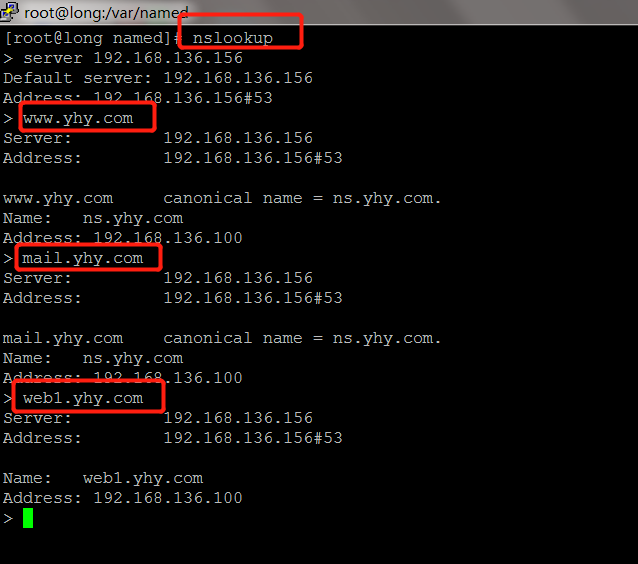 root@long:/var/named
[root@long named]# nslookup
> server 192.168.136.156
Default server: 192.168.136.156
Address: 192.168.136.156#53
> www.yhy.com
Server:         192.168.136.156
Address:        192.168.136.156#53
www.yhy.com     canonical name = ns.yhy.com.
Name:   ns.yhy.com
Address: 192.168.136.100
> mail.yhy.com
Server:         192.168.136.156
Address:        192.168.136.156#53
mail.yhy.com    canonical name = ns.yhy.com.
Name:   ns.yhy.com
Address: 192.168.136.100
> web1.yhy.com
Server:         192.168.136.156
Address:        192.168.136.156#53
Name:   web1.yhy.com
Address: 192.168.136.100
>